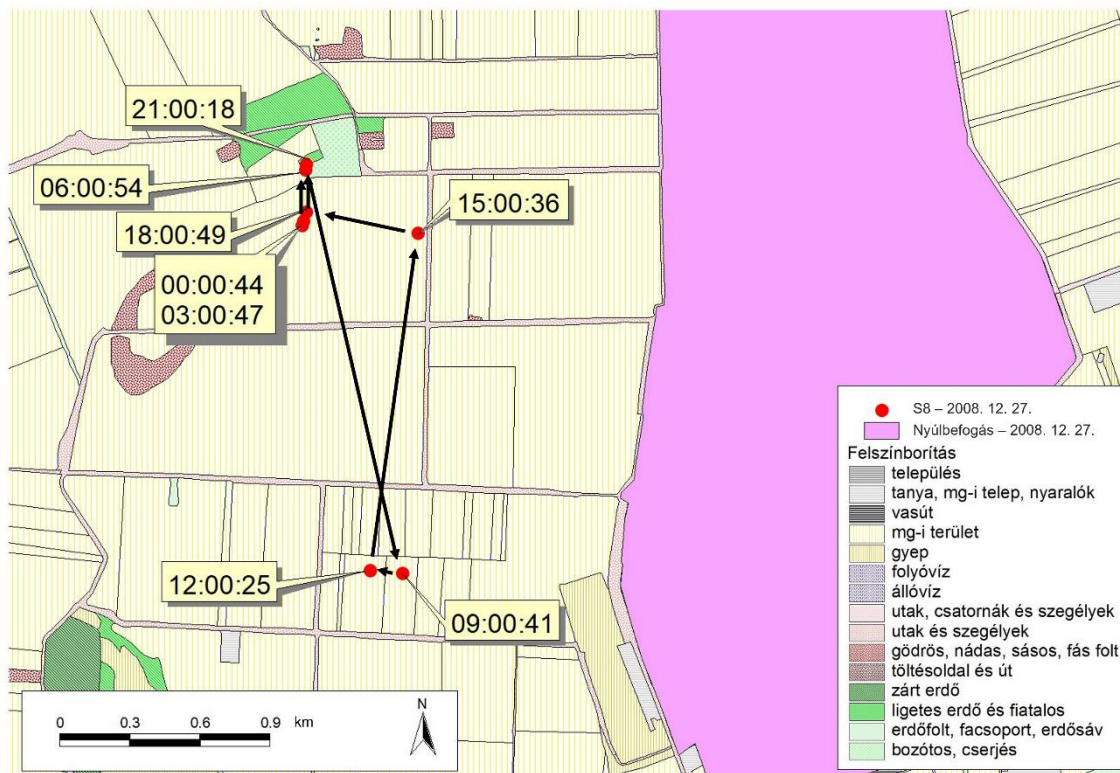 21:00:18
06:00:54
15:00:36
18:00:49
00:00:44
03:00:47
12:00:25
09:00:41
S8 – 2008. 12. 27.
Nyúlbefogás – 2008. 12. 27.
Felszínborítás
település
tanya, mg-i telep, nyaralók
vasút
mg-i terület
gyep
folyóvíz
állóvíz
utak, csatornák és szegélyek
utak és szegélyek
gödrös, nádas, sásos, fás folt
töltésoldal és út
zárt erdő
ligetes erdő és fiatalos
erdőfolt, facsoport, erdősáv
bozótos, cserjés
0 0.3 0.6 0.9 km
N